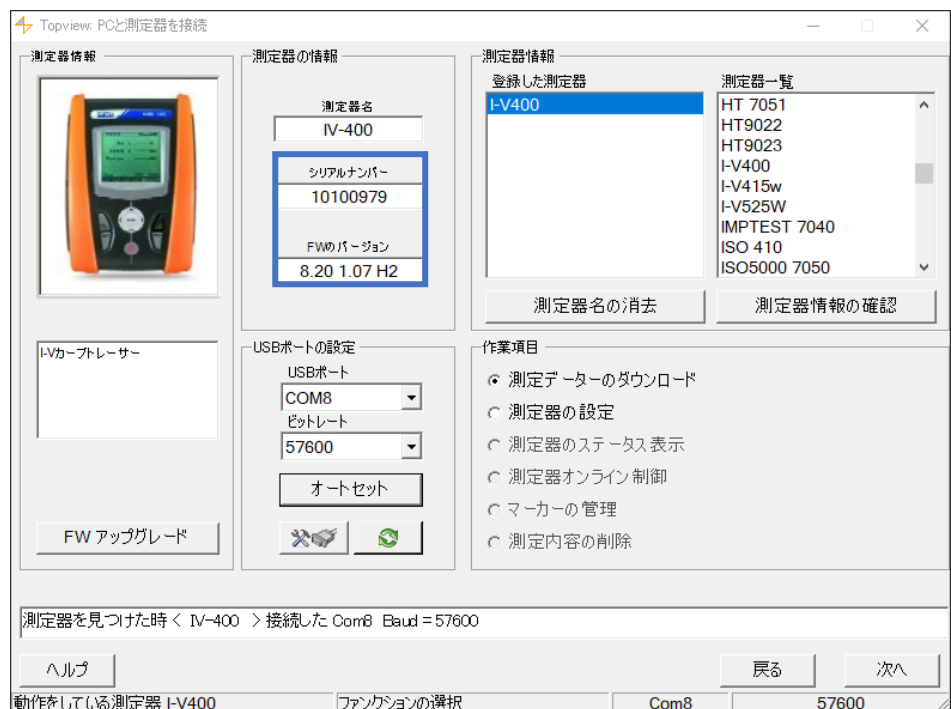 Topview: PCと測定器を接続
測定器情報
I-Vカーブトレーサー
FW アップグレード
測定器の情報
測定器名
IV-400
シリアルナンバー
10100979
FWのバージョン
8.20 1.07 H2
USBポートの設定
USBポート
COM8
ビットレート
57600
オートセット
測定器情報
登録した測定器
I-V400
測定器名の消去
測定器一覧
HT 7051
HT9022
HT9023
I-V400
I-V415w
I-V525W
IMPTEST 7040
ISO 410
ISO5000 7050
測定器情報の確認
作業項目
測定データーのダウンロード
測定器の設定
測定器のステータス表示
測定器オンライン制御
マーカーの管理
測定内容の削除
測定器を見つけた時 < IV-400 > 接続した Com8 Baud = 57600
ヘルプ
戻る
次へ
動作をしている測定器 I-V400
ファンクションの選択
Com8
57600